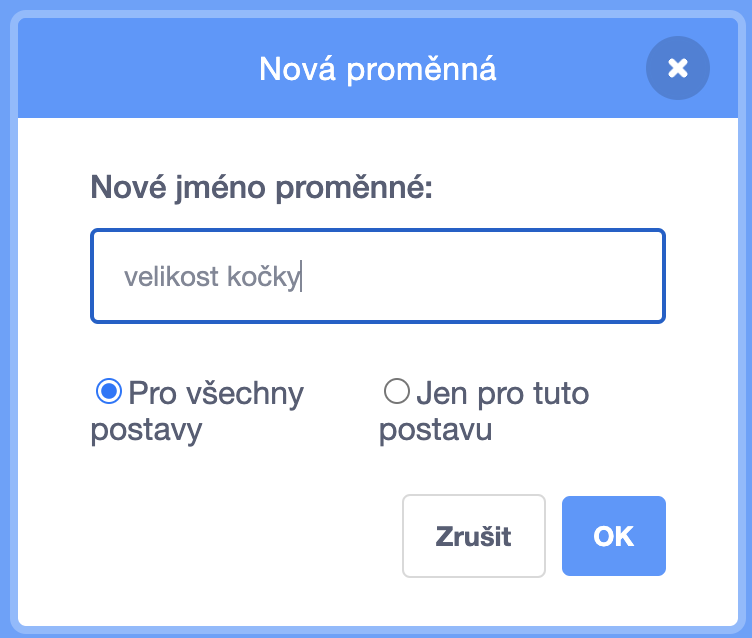 Nová proměnná
Nové jméno proměnné:
velikost kočky
Pro všechny postavy
Jen pro tuto postavu
Zrušit
OK